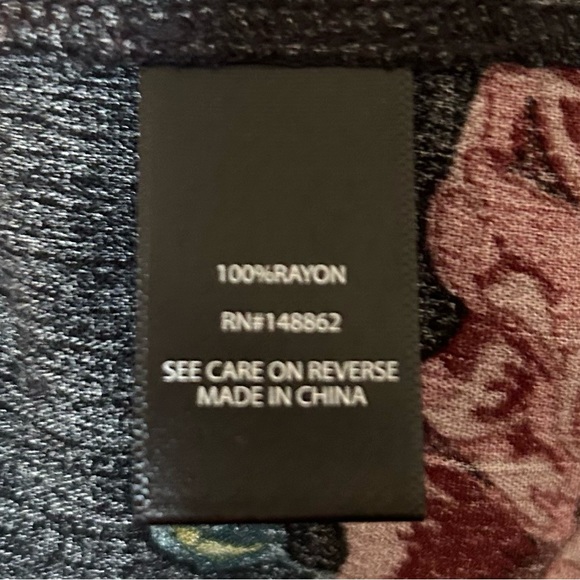 100%RAYON
RN#148862
SEE CARE ON REVERSE
MADE IN CHINA